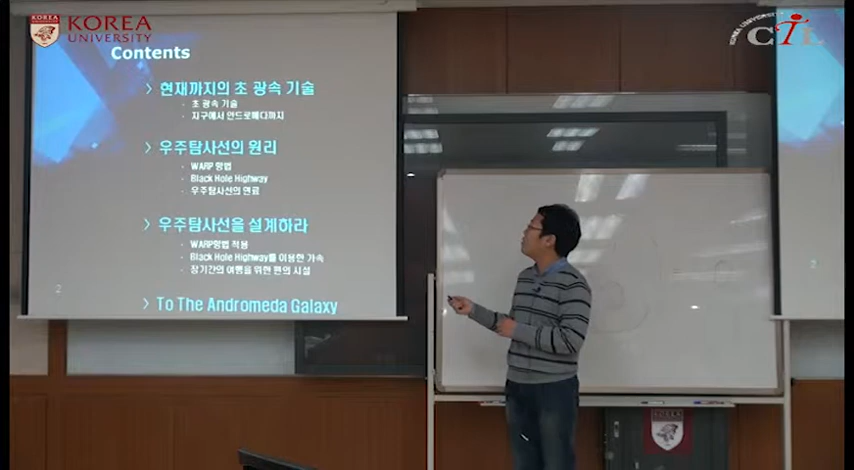 KOREA
UNIVERSITY
Contents
현재까지의 초 광속 기술
초 광속 기술
지구에서 안드로메다까지
우주탐사선의 원리
WARP 항법
Black Hole Highway
우주탐사선의 연료
우주탐사선을 설계하라
WARP항법 적용
Black Hole Highway를 이용한 가속
장기간의 여행을 위한 편의 시설
To The Andromeda Galaxy
2
CTL
2
KOREA